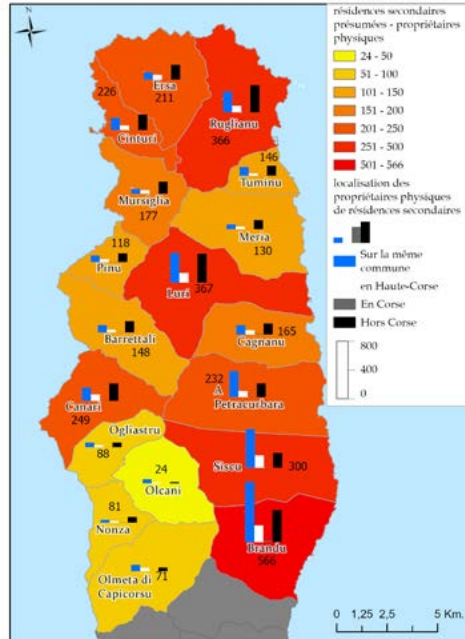 N
Ersa
211
226
Cinturi
Ruglianu
366
146
Tuminu
Mursiglia
177
Meria
130
118
Pinu
Luri
367
Barrettali
148
Cagnanu
165
Canari
249
232
A
Petracurbara
Ogliastru
88
24
Olcani
Siscu
300
81
Nonza
Brandu
566
Olmeta di
Capicorsu
71
résidences secondaires
présumées - propriétaires
physiques
24 - 50
51 - 100
101 - 150
151 - 200
201 - 250
251 - 500
501 - 566
localisation des
propriétaires physiques
de résidences secondaires
Sur la même
commune
en Haute-Corse
En Corse
Hors Corse
800
400
0
0 1,25 2,5 5 Km.